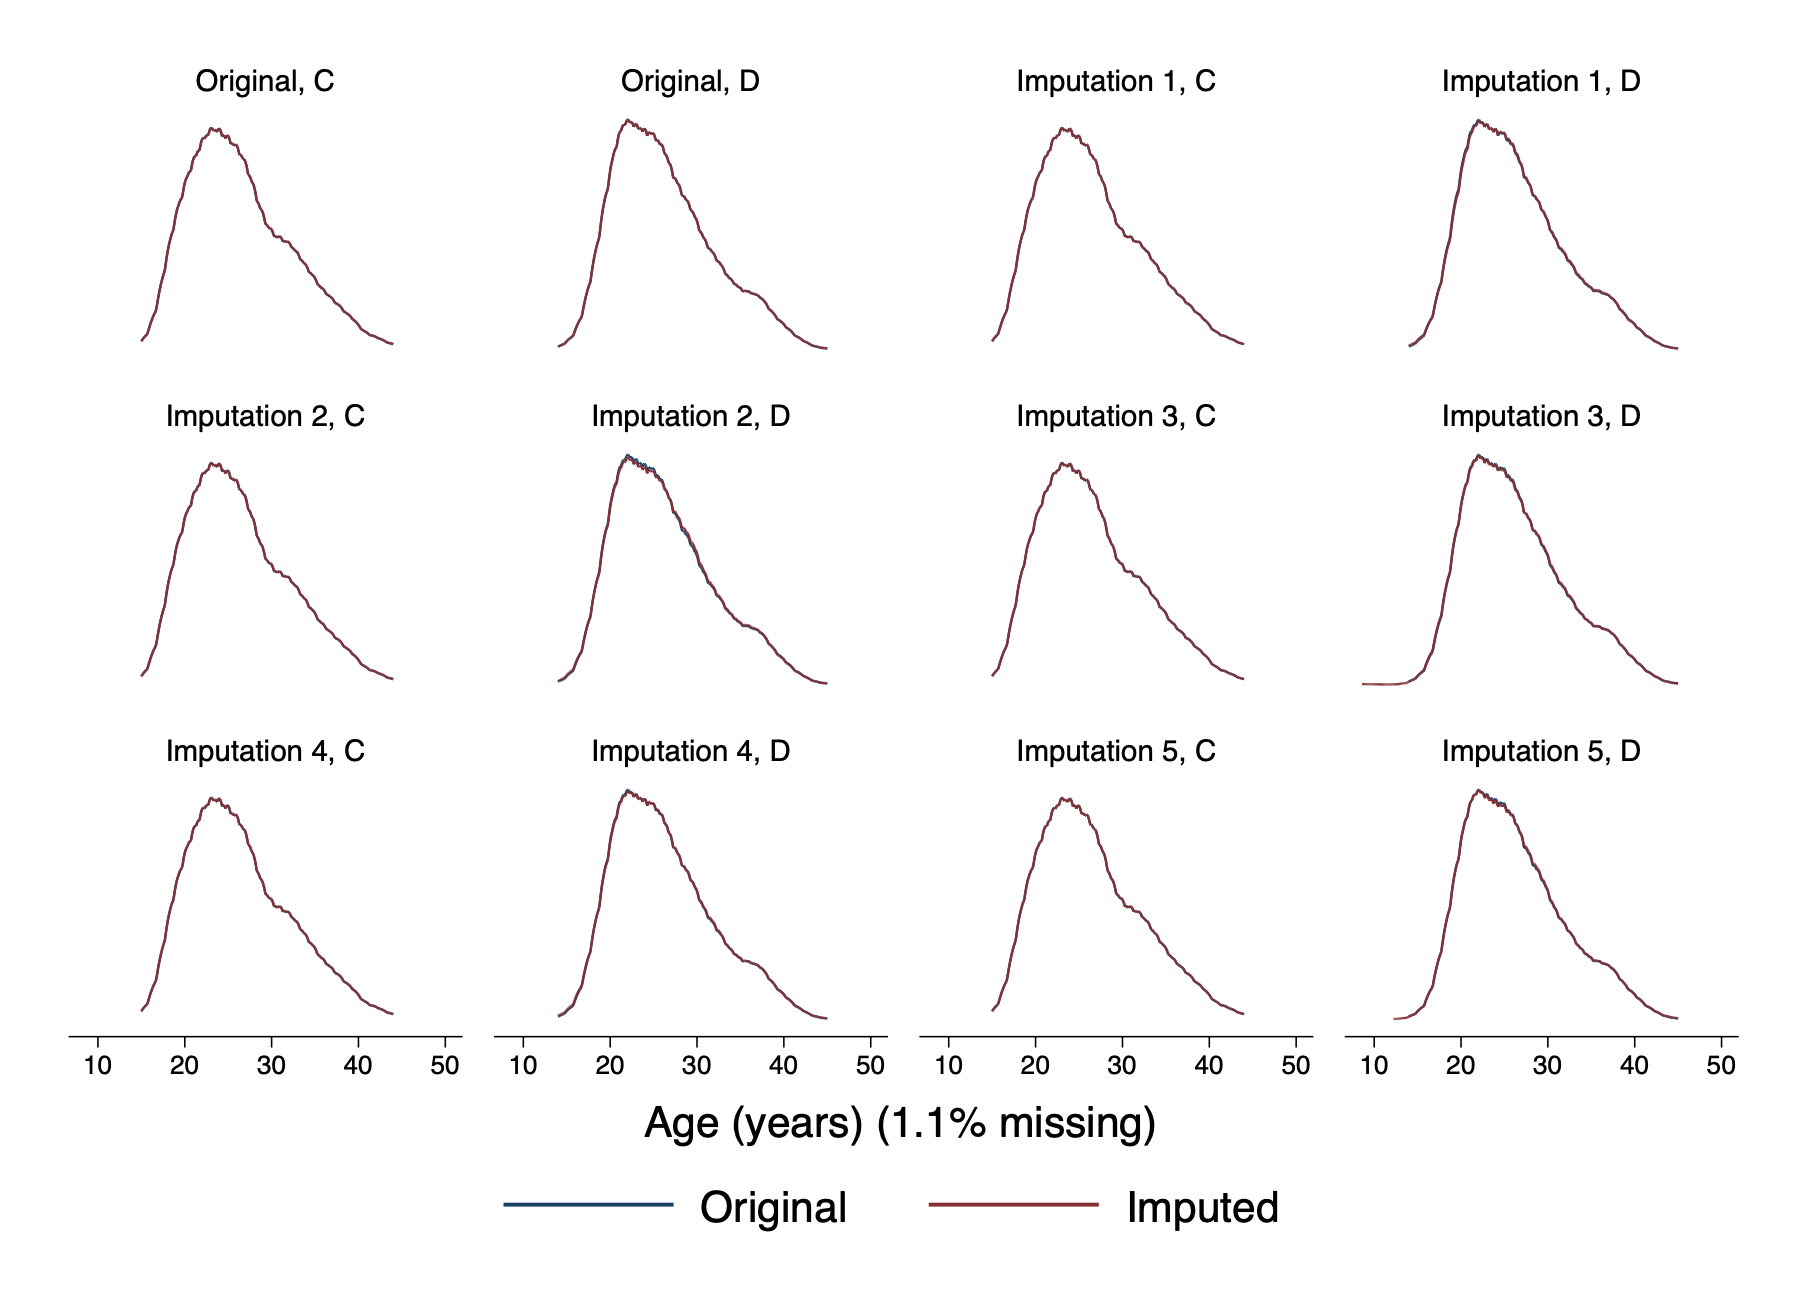 Original, C
Original, D
Imputation 1, C
Imputation 1, D
Imputation 2, C
Imputation 2, D
Imputation 3, C
Imputation 3, D
Imputation 4, C
Imputation 4, D
Imputation 5, C
Imputation 5, D
10 20 30 40 50 10 20 30 40 50 10 20 30 40 50 10 20 30 40 50
Age (years) (1.1% missing)
Original Imputed